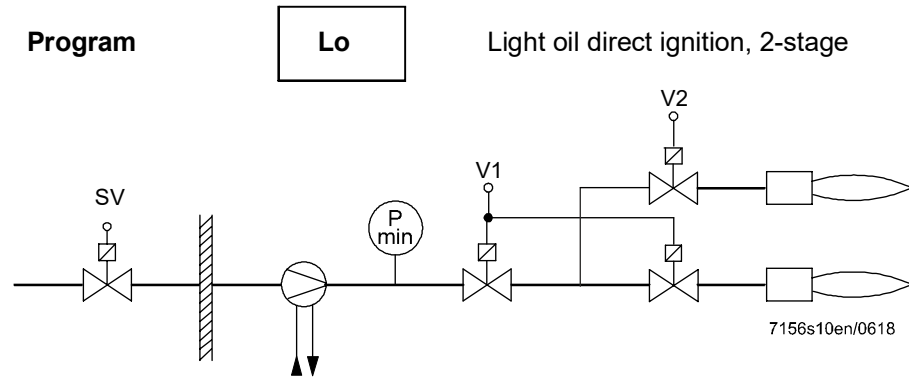 Program Lo Light oil direct ignition, 2-stage
V2
V1
SV
P
min
7156s10en/0618